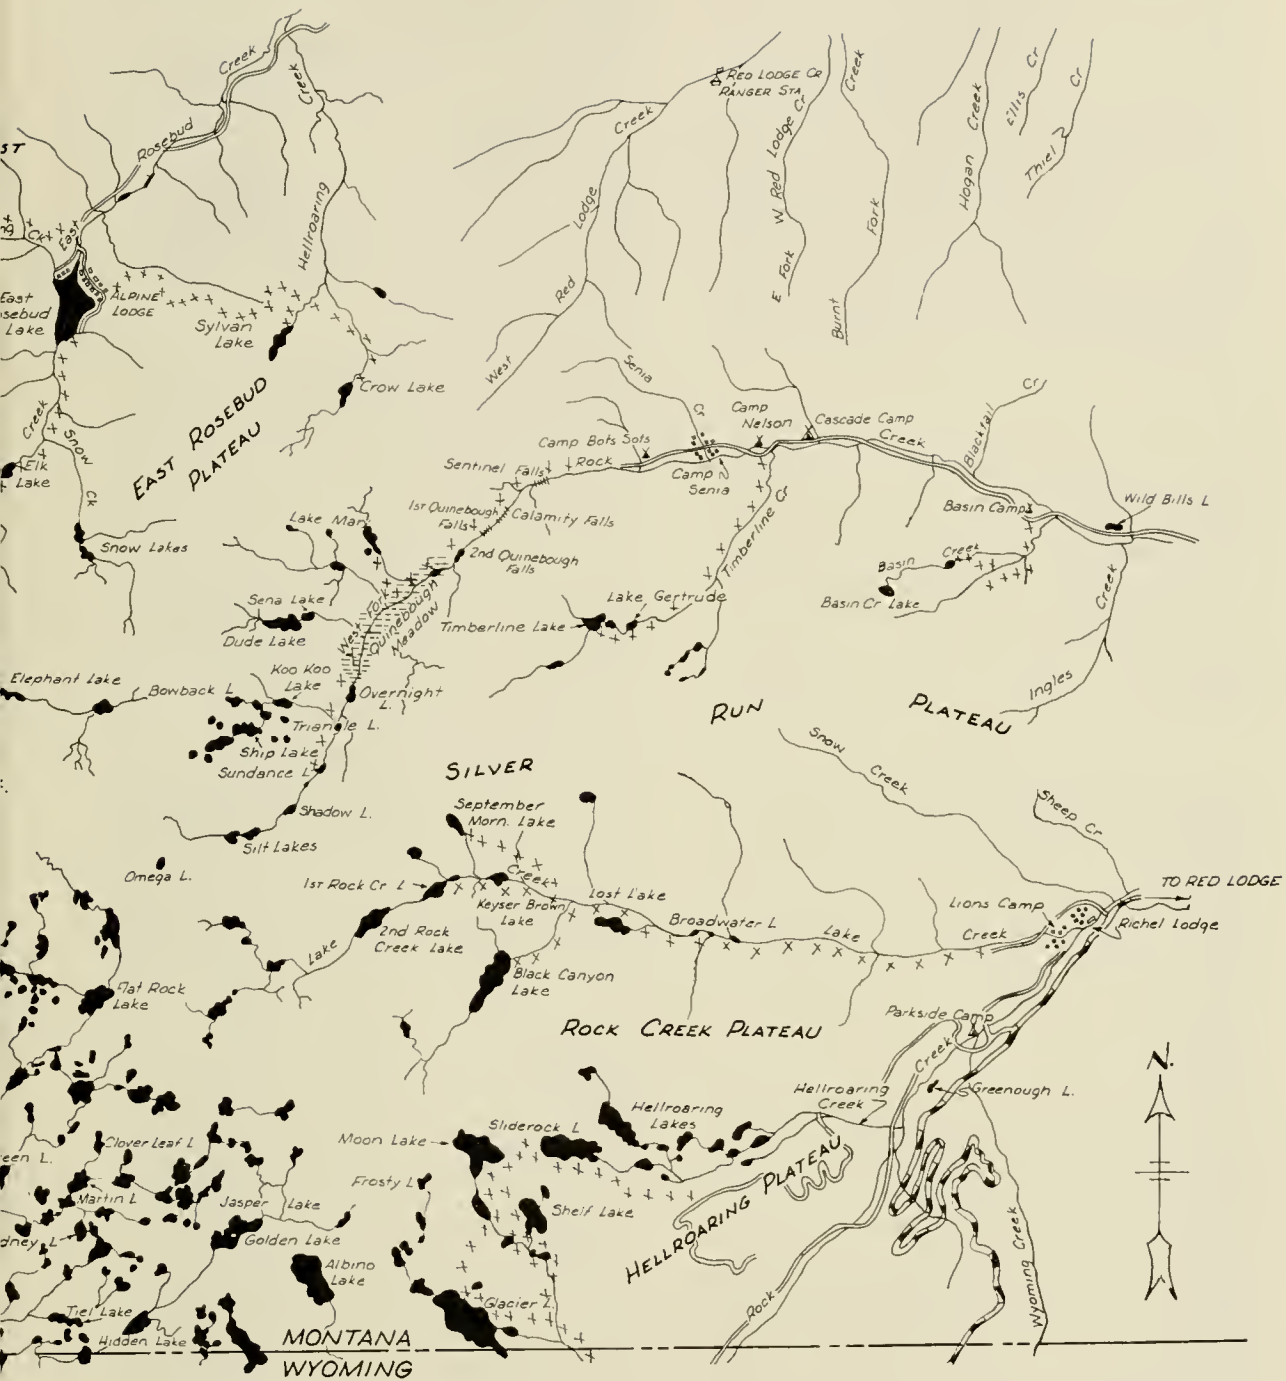 Creek
Rosebud
East
Creek
Hellroaring
ST
Ck
East
sebud
Lake
ALPINE
LODGE
Sylvan
Lake
Crow Lake
EAST ROSEBUD
PLATEAU
Creek
Elk
Lake
Snow
Ck
Snow Lakes
RED LODGE CR
RANGER STA
Creek
Lodge
Red
West
W Red Lodge Cr
E Fork
Creek
Fork
Burnt
Hogan Creek
Ellis Cr
Thiel Cr
Senia
Cr
Camp
Nelson
Cascade Camp
Creek
Camp Bots Sots
Rock
Camp
Senia
Sentinel Falls
1ST Quinebough
Falls
Calamity Falls
2nd Quinebough
Falls
Timberline Cr
Blacktail
Cr
Basin Camp
Wild Bills L
Basin Creek
Basin Cr Lake
Creek
Ingles
Lake Mary
Sena Lake
Dude Lake
West Fork
Quinebough
Meadow
Lake Gertrude
Timberline Lake
Elephant Lake
Bowback L
Koo Koo
Lake
Overnight
L.
Triangle L.
Ship Lake
Sundance L
Shadow L.
Silt Lakes
Omega L.
SILVER
RUN
PLATEAU
Snow
Creek
Sheep Cr
September
Morn. Lake
1ST Rock Cr L
Creek
Keyser Brown
Lake
Lost Lake
Broadwater L
Lake
Creek
Lions Camp
TO RED LODGE
Richel Lodge
2nd Rock
Creek Lake
Lake
Black Canyon
Lake
Flat Rock
Lake
ROCK CREEK PLATEAU
Parkside Camp
Creek
Greenough L.
Hellroaring
Creek
Hellroaring
Lakes
Sliderock L
Moon Lake
Frosty L
Shelf Lake
HELLROARING PLATEAU
Clover Leaf L
een L.
Martin L
Jasper Lake
dney L
Golden Lake
Albino
Lake
Glacier L.
Tiel Lake
Hidden Lake
Rock
Wyoming Creek
N.
MONTANA
WYOMING